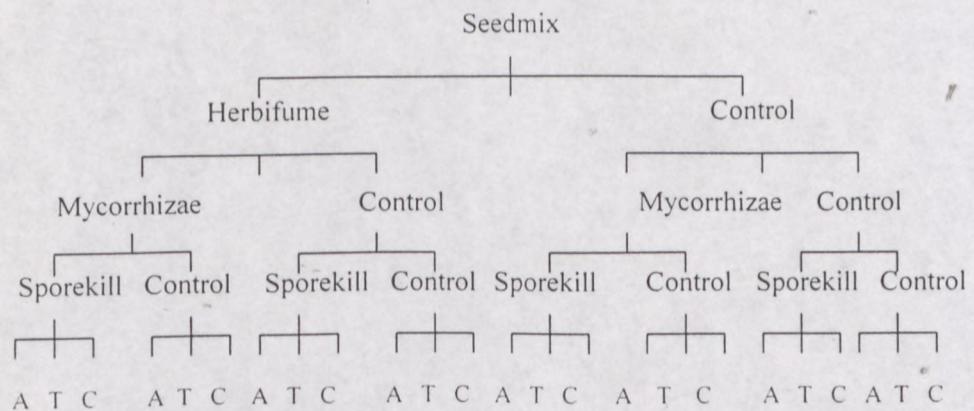 Seedmix
Herbifume Control
Mycorrhizae Control Mycorrhizae Control
Sporekill Control Sporekill Control Sporekill Control Sporekill Control
A T C A T C A T C A T C A T C A T C A T C A T C